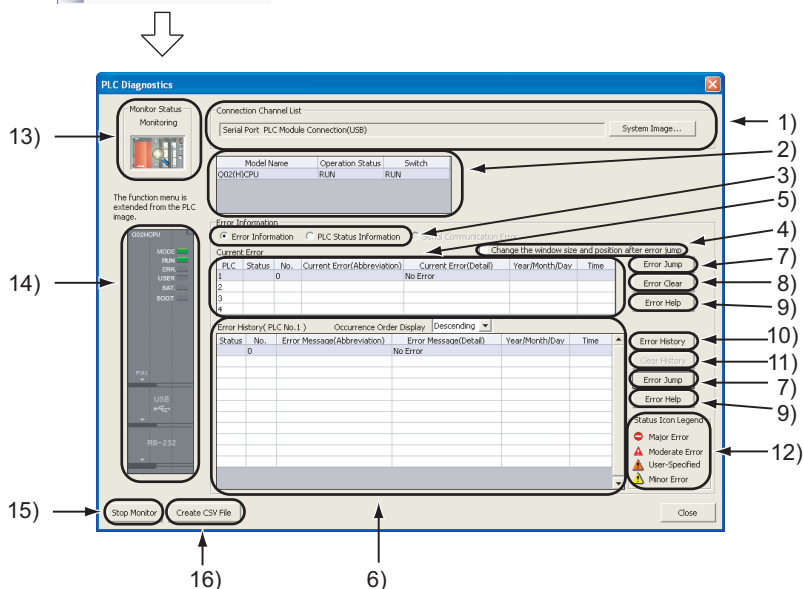 PLC Diagnostics
Monitor Status
Monitoring
Connection Channel List
Serial Port PLC Module Connection(USB)
System Image...
Model Name Operation Status Switch
Q02(H)CPU RUN RUN
The function menu is
extended from the PLC
image.
Error Information
Error Information PLC Status Information Serial Communication Error
Change the window size and position after error jump
Current Error
PLC Status No. Current Error(Abbreviation) Current Error(Detail) Year/Month/Day Time
1 0 No Error
2
3
4
Error Jump
Error Clear
Error Help
Q02HCPU
MODE
RUN
ERR.
USER
BAT.
BOOT
PULL
USB
RS-232
Error History( PLC No.1 ) Occurrence Order Display Descending
Status No. Error Message(Abbreviation) Error Message(Detail) Year/Month/Day Time
0 No Error
Error History
Clear History
Error Jump
Error Help
Status Icon Legend
Major Error
Moderate Error
User-Specified
Minor Error
Stop Monitor
Create CSV File
Close
1)
2)
3)
5)
4)
7)
8)
9)
10)
11)
7)
9)
12)
13)
14)
15)
16)
6)